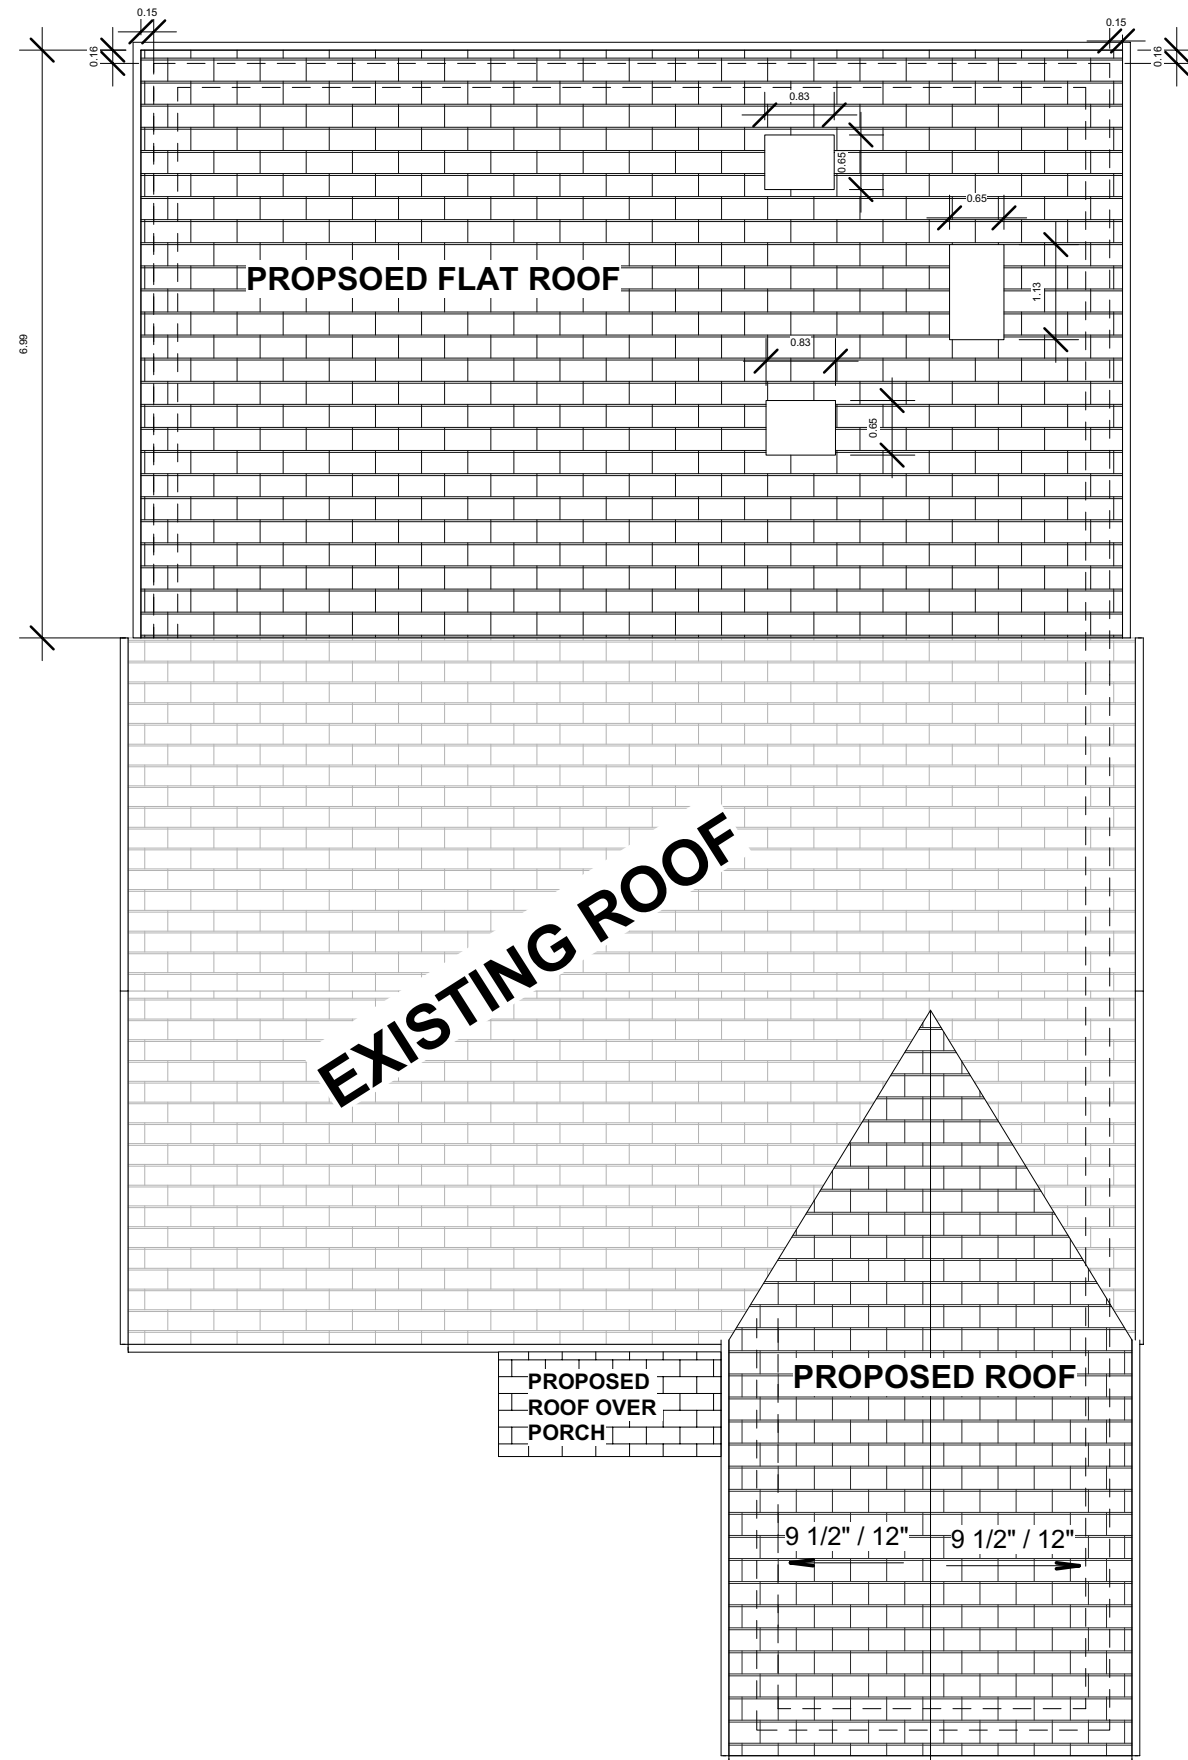 0.15
0.15
0.16
0.16
0.83
0.65
0.65
PROPSOED FLAT ROOF
1.13
6.99
0.83
0.65
EXISTING ROOF
PROPOSED ROOF
PROPOSED
ROOF OVER
PORCH
9 1/2" / 12"
9 1/2" / 12"